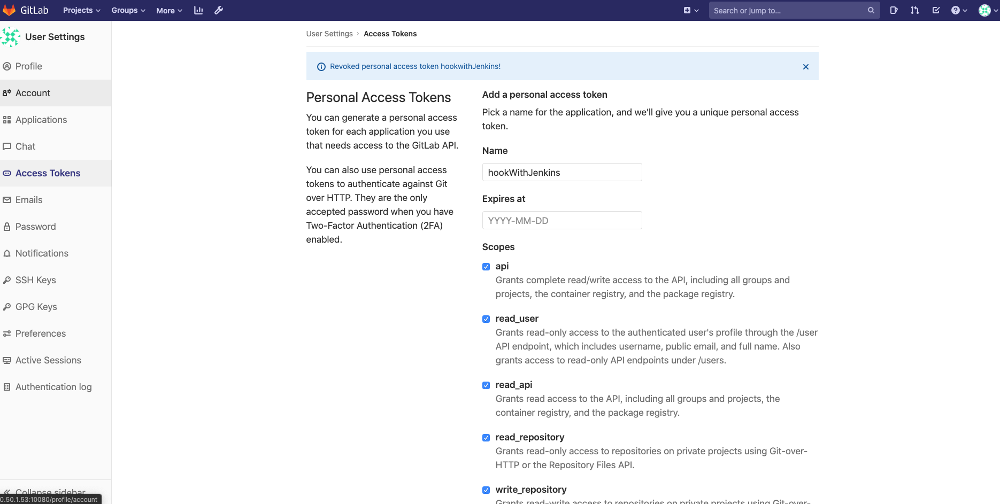 GitLab Projects Groups More Search or jump to...
User Settings
Profile
Account
Applications
Chat
Access Tokens
Emails
Password
Notifications
SSH Keys
GPG Keys
Preferences
Active Sessions
Authentication log
Collapse sidebar
0.50.1.53:10080/profile/account
User Settings › Access Tokens
Revoked personal access token hookwithJenkins!
Personal Access Tokens
You can generate a personal access
token for each application you use
that needs access to the GitLab API.
You can also use personal access
tokens to authenticate against Git
over HTTP. They are the only
accepted password when you have
Two-Factor Authentication (2FA)
enabled.
Add a personal access token
Pick a name for the application, and we'll give you a unique personal access
token.
Name
hookWithJenkins
Expires at
YYYY-MM-DD
Scopes
api
Grants complete read/write access to the API, including all groups and
projects, the container registry, and the package registry.
read_user
Grants read-only access to the authenticated user's profile through the /user
API endpoint, which includes username, public email, and full name. Also
grants access to read-only API endpoints under /users.
read_api
Grants read access to the API, including all groups and projects, the
container registry, and the package registry.
read_repository
Grants read-only access to repositories on private projects using Git-over-
HTTP or the Repository Files API.
write_repository
Grants read-write access to repositories on private projects using Git-over-